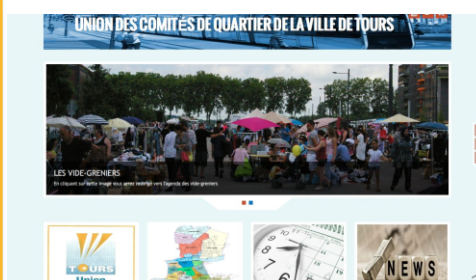 UNION DES COMITÉS DE QUARTIER DE LA VILLE DE TOURS
LES VIDE-GRENIERS
En cliquant sur cette image vous serez redirigé vers l'agenda des vide-greniers
TOURS
Union
NEWS